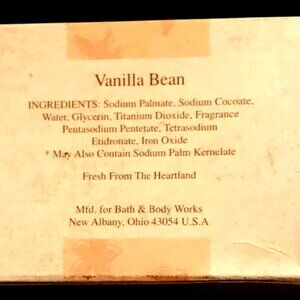 Vanilla Bean
INGREDIENTS: Sodium Palmate, Sodium Cocoate,
Water, Glycerin, Titanium Dioxide, Fragrance
Pentasodium Pentetate, Tetrasodium
Etidronate, Iron Oxide
* May Also Contain Sodium Palm Kernelate
Fresh From The Heartland
Mfd. for Bath & Body Works
New Albany, Ohio 43054 U.S.A